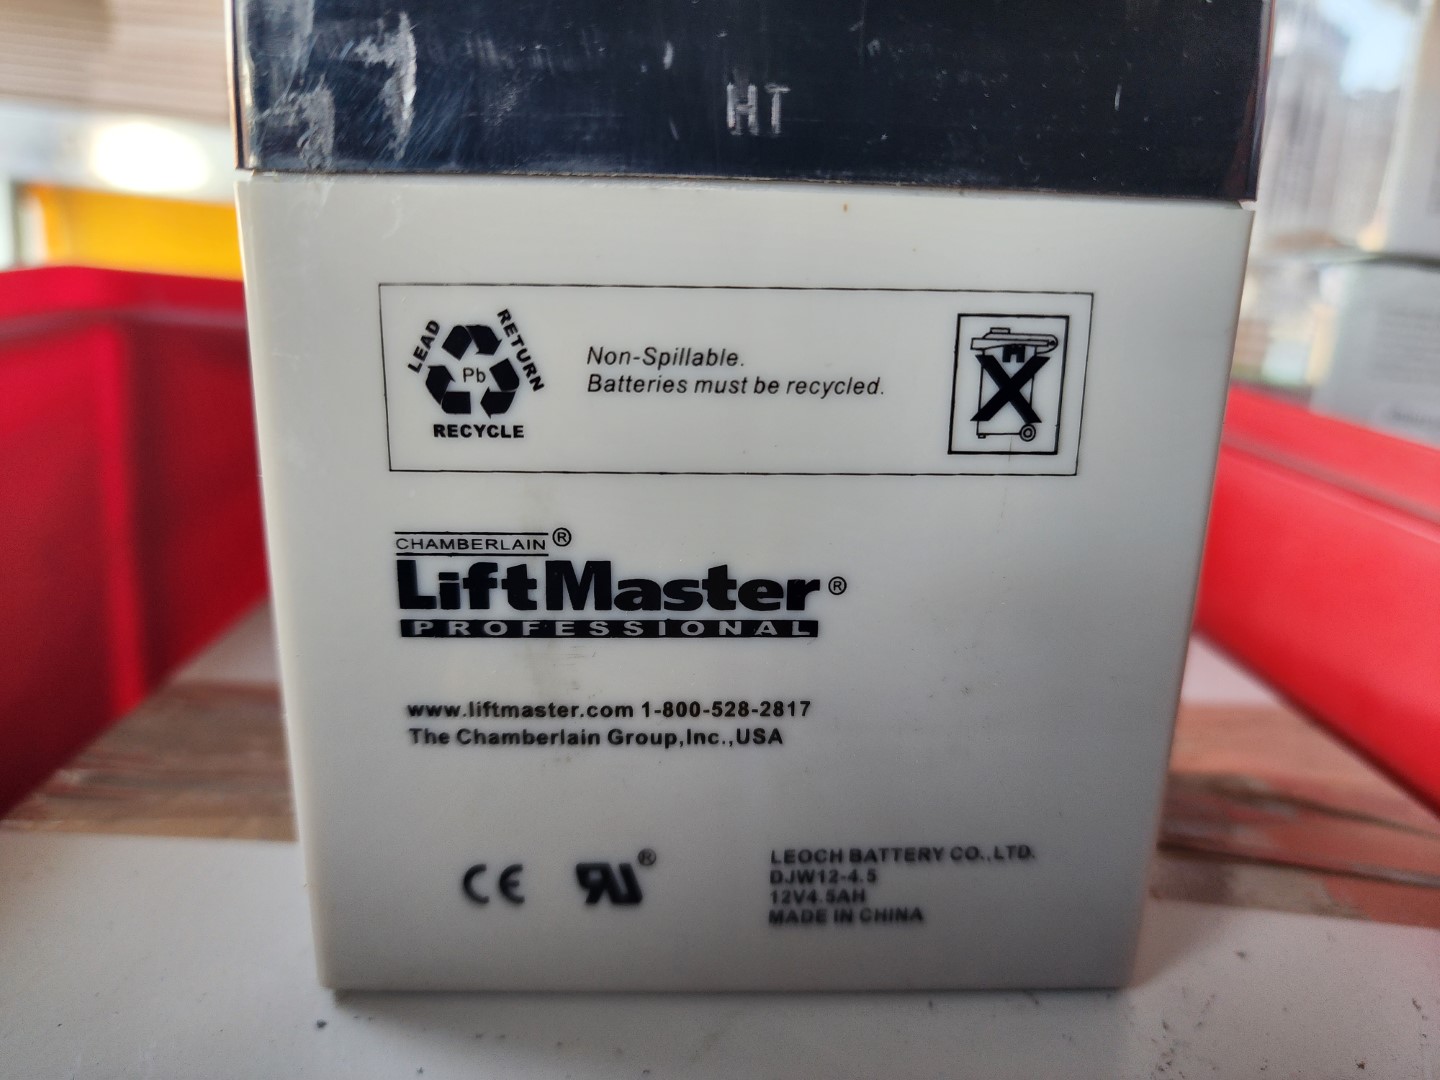 HT
LEAD
RETURN
Pb
RECYCLE
Non-Spillable.
Batteries must be recycled.
CHAMBERLAIN®
LiftMaster®
PROFESSIONAL
www.liftmaster.com 1-800-528-2817
The Chamberlain Group,Inc.,USA
CE
RU®
LEOCH BATTERY CO.,LTD.
DJW12-4.5
12V4.5AH
MADE IN CHINA